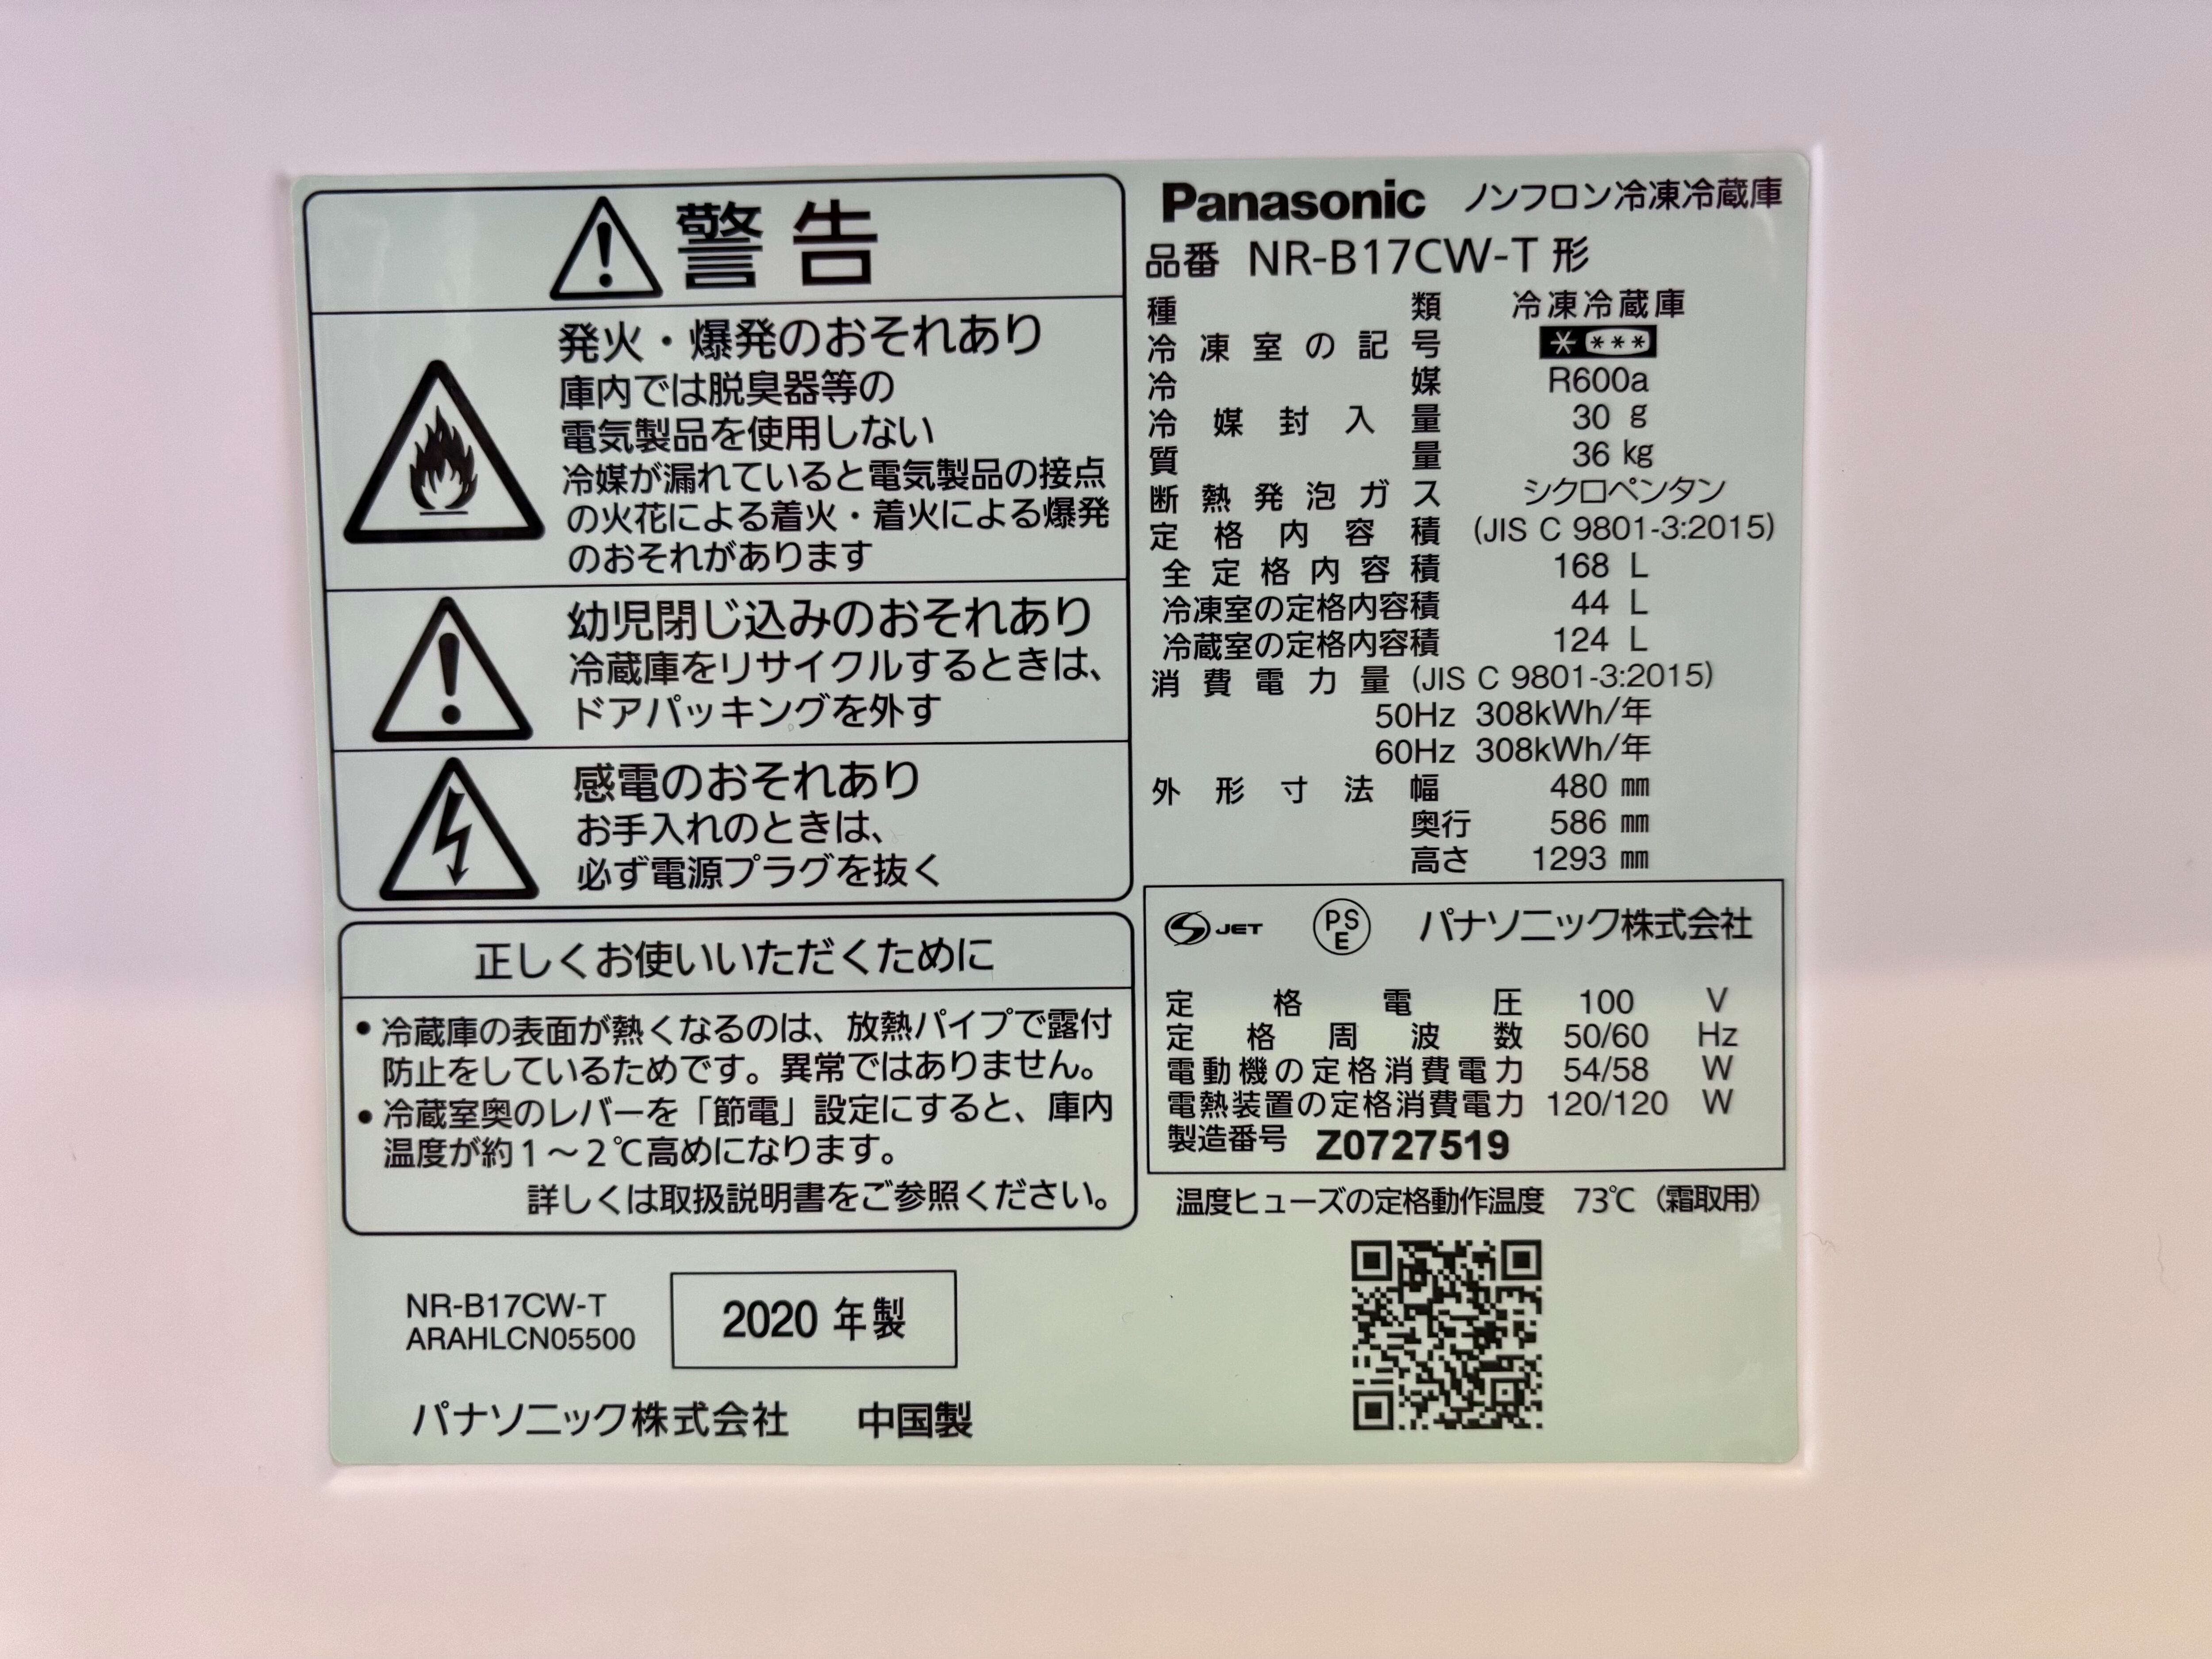 警告
発火・爆発のおそれあり
庫内では脱臭器等の
電気製品を使用しない
冷媒が漏れていると電気製品の接点
の火花による着火・着火による爆発
のおそれがあります
幼児閉じ込みのおそれあり
冷蔵庫をリサイクルするときは、
ドアパッキングを外す
感電のおそれあり
お手入れのときは、
必ず電源プラグを抜く
正しくお使いいただくために
●冷蔵庫の表面が熱くなるのは、放熱パイプで露付
防止をしているためです。異常ではありません。
●冷蔵室奥のレバーを「節電」設定にすると、庫内
温度が約1～2℃高めになります。
詳しくは取扱説明書をご参照ください。
NR-B17CW-T
ARAHLCN05500
2020 年製
パナソニック株式会社 中国製
Panasonic ノンフロン冷凍冷蔵庫
品番 NR-B17CW-T 形
種類 冷凍冷蔵庫
冷凍室の記号 * ***
冷媒 R600a
冷媒封入量 30 g
質量 36 kg
断熱発泡ガス シクロペンタン
定格内容積 (JIS C 9801-3:2015)
全定格内容積 168 L
冷凍室の定格内容積 44 L
冷蔵室の定格内容積 124 L
消費電力量 (JIS C 9801-3:2015)
50Hz 308kWh/年
60Hz 308kWh/年
外形寸法 幅 480 ㎜
奥行 586 ㎜
高さ 1293 ㎜
S JET PSE パナソニック株式会社
定格電圧 100 V
定格周波数 50/60 Hz
電動機の定格消費電力 54/58 W
電熱装置の定格消費電力 120/120 W
製造番号 Z0727519
温度ヒューズの定格動作温度 73℃（霜取用）